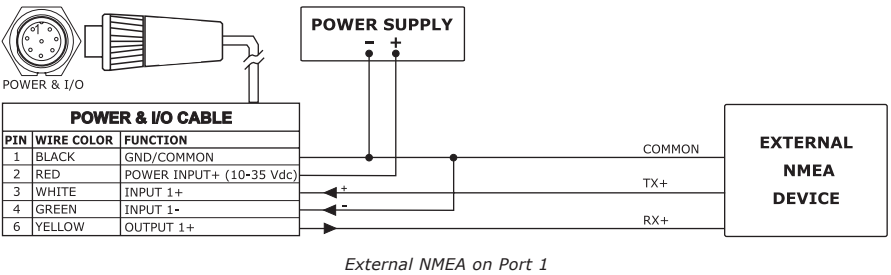 1
POWER & I/O
POWER SUPPLY
- +
POWER & I/O CABLE
PIN WIRE COLOR FUNCTION
1 BLACK GND/COMMON
2 RED POWER INPUT+ (10-35 Vdc)
3 WHITE INPUT 1+
4 GREEN INPUT 1-
6 YELLOW OUTPUT 1+
+
-
COMMON
TX+
RX+
EXTERNAL
NMEA
DEVICE
External NMEA on Port 1